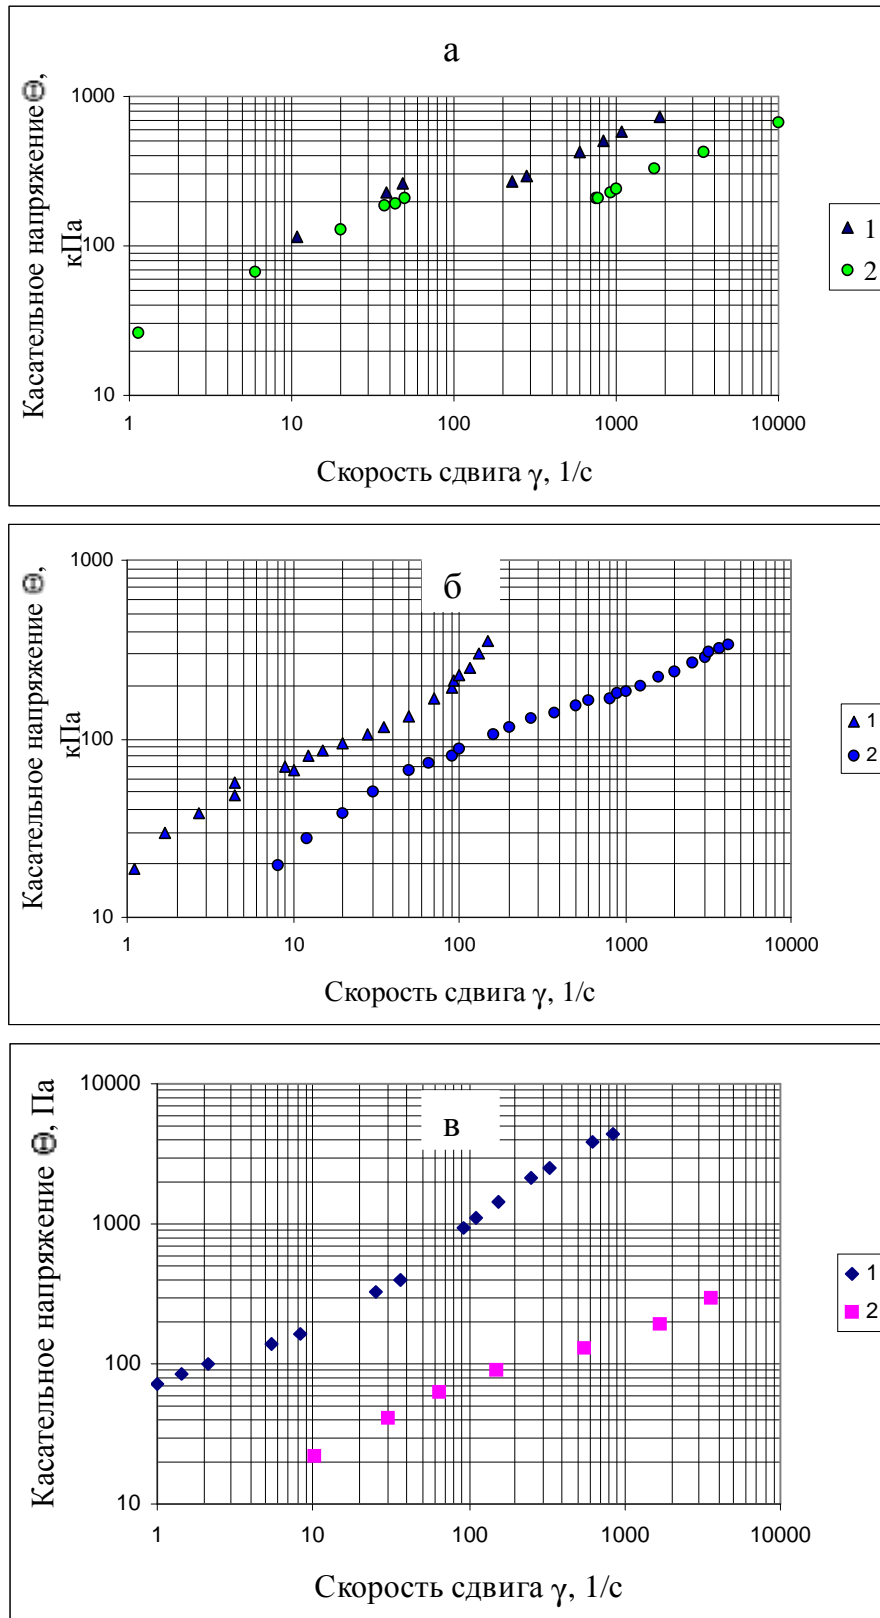 а
Касательное напряжение Θ,
кПа
1000
100
10
1 10 100 1000 10000
Скорость сдвига γ, 1/с
1
2
б
Касательное напряжение Θ,
кПа
1000
100
10
1 10 100 1000 10000
Скорость сдвига γ, 1/с
1
2
в
Касательное напряжение Θ, Па
10000
1000
100
10
1 10 100 1000 10000
Скорость сдвига γ, 1/с
1
2